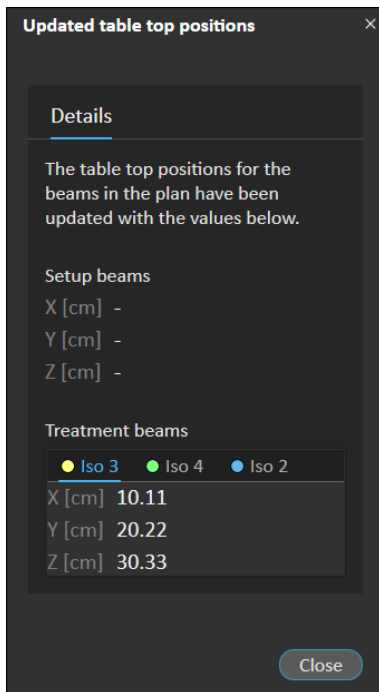 Updated table top positions ×
Details
The table top positions for the
beams in the plan have been
updated with the values below.
Setup beams
X [cm] -
Y [cm] -
Z [cm] -
Treatment beams
Iso 3 Iso 4 Iso 2
X [cm] 10.11
Y [cm] 20.22
Z [cm] 30.33
Close